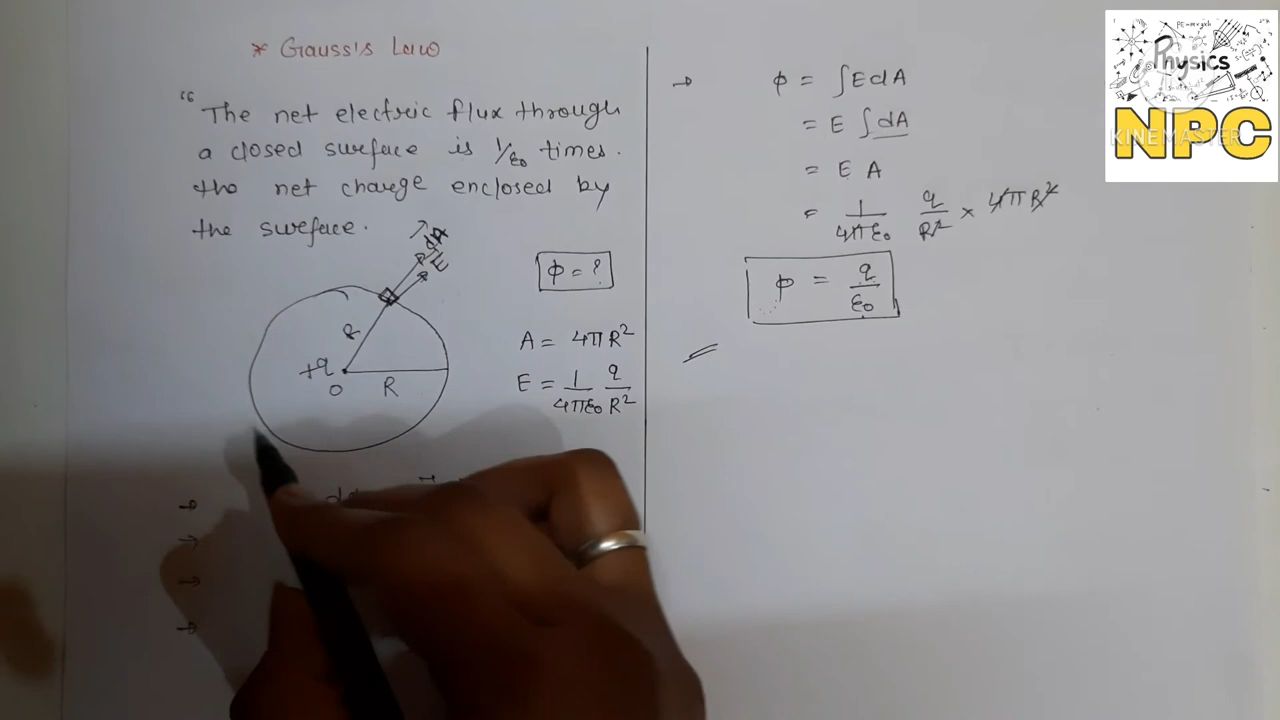 * Gauss's Law
"The net electric flux through
a closed surface is 1/ε₀ times.
the net charge enclosed by
the surface.
dA
E
R
+q
O
R
ϕ = ?
A = 4πR²
E = 1/4πε₀ q/R²
→
→
→
→
→ ϕ = ∫EdA
= E ∫dA
= E A
= 1/4πε₀ q/R² × 4πR²
ϕ = q/ε₀
Physics
NPC
KINEMASTER